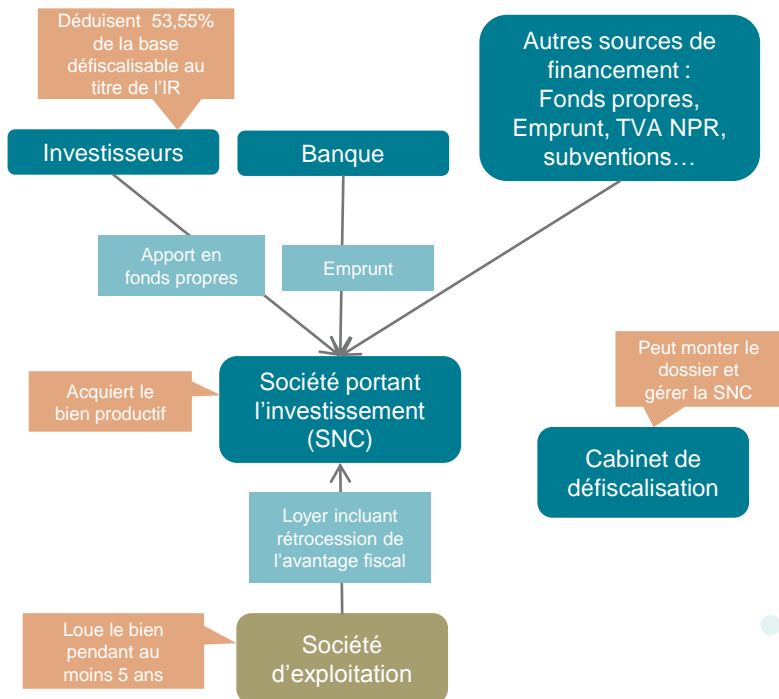 Déduisent 53,55%
de la base
défiscalisable au
titre de l'IR
Autres sources de
financement :
Fonds propres,
Emprunt, TVA NPR,
subventions…
Investisseurs
Banque
Apport en
fonds propres
Emprunt
Acquiert le
bien productif
Société portant
l'investissement
(SNC)
Peut monter le
dossier et
gérer la SNC
Cabinet de
défiscalisation
Loyer incluant
rétrocession de
l'avantage fiscal
Loue le bien
pendant au
moins 5 ans
Société
d'exploitation